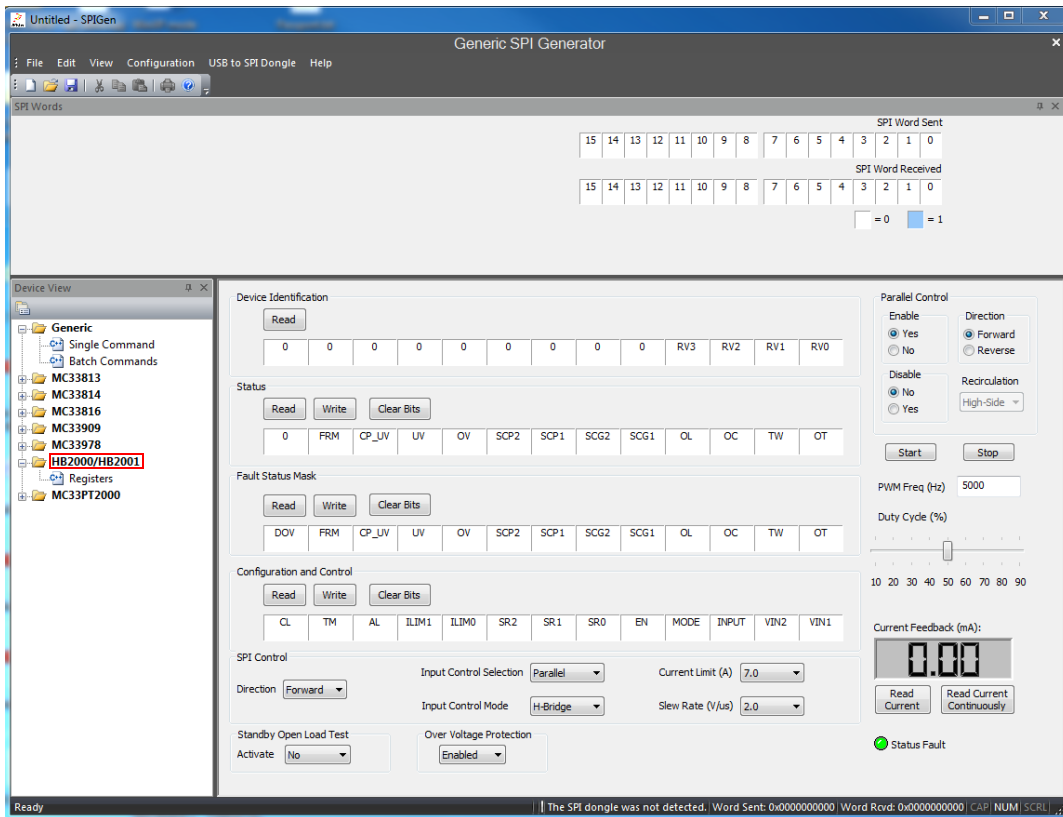 Untitled - SPIGen
Generic SPI Generator
File Edit View Configuration USB to SPI Dongle Help
SPI Words
SPI Word Sent
15 14 13 12 11 10 9 8 7 6 5 4 3 2 1 0
SPI Word Received
15 14 13 12 11 10 9 8 7 6 5 4 3 2 1 0
= 0 = 1
Device View
Generic
Single Command
Batch Commands
MC33813
MC33814
MC33816
MC33909
MC33978
HB2000/HB2001
Registers
MC33PT2000
Device Identification
Read
0 0 0 0 0 0 0 0 0 RV3 RV2 RV1 RV0
Status
Read Write Clear Bits
0 FRM CP_UV UV OV SCP2 SCP1 SCG2 SCG1 OL OC TW OT
Fault Status Mask
Read Write Clear Bits
DOV FRM CP_UV UV OV SCP2 SCP1 SCG2 SCG1 OL OC TW OT
Configuration and Control
Read Write Clear Bits
CL TM AL ILIM1 ILIM0 SR2 SR1 SR0 EN MODE INPUT VIN2 VIN1
SPI Control
Input Control Selection Parallel Current Limit (A) 7.0
Direction Forward
Input Control Mode H-Bridge Slew Rate (V/us) 2.0
Standby Open Load Test
Activate No
Over Voltage Protection
Enabled
Parallel Control
Enable Direction
Yes Forward
No Reverse
Disable Recirculation
No High-Side
Yes
Start Stop
PWM Freq (Hz) 5000
Duty Cycle (%)
10 20 30 40 50 60 70 80 90
Current Feedback (mA):
0.00
Read Current
Read Current Continuously
Status Fault
Ready
The SPI dongle was not detected. Word Sent: 0x0000000000 Word Rcvd: 0x0000000000 CAP NUM SCRL